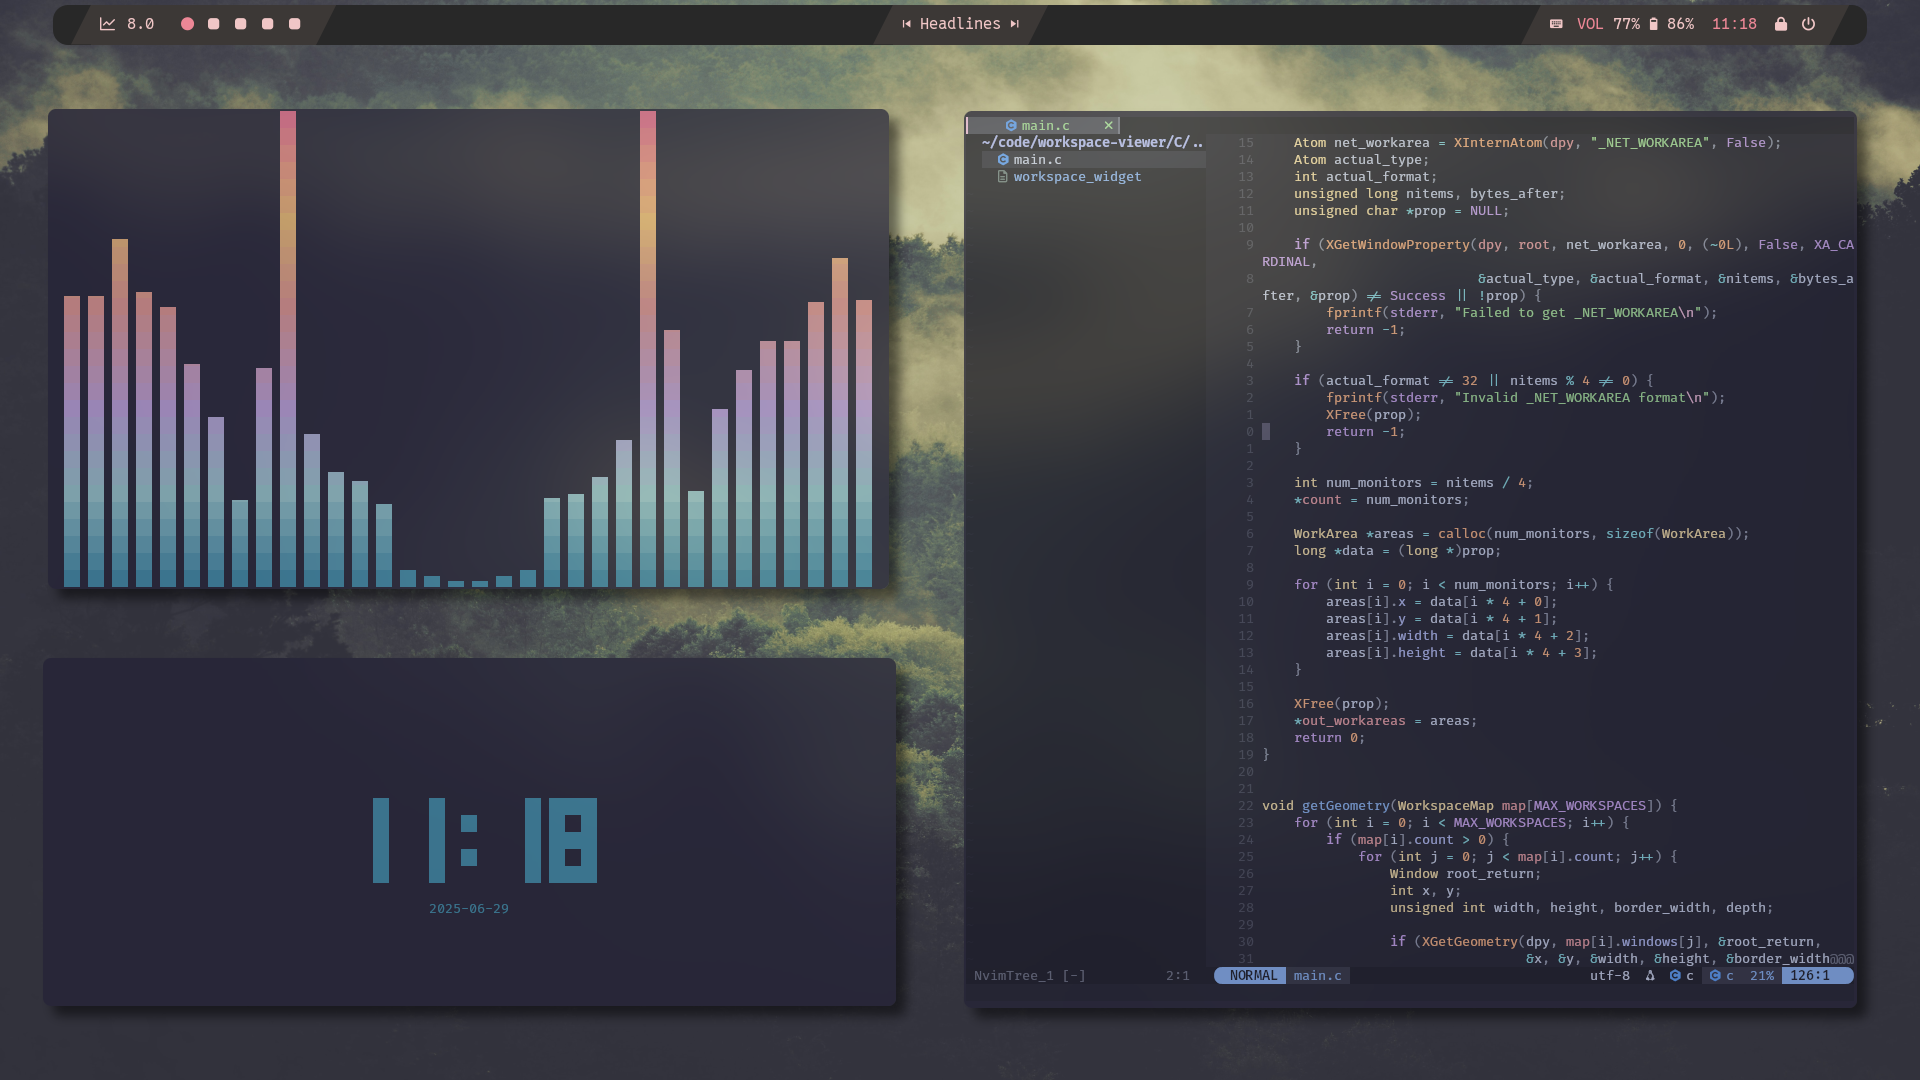 8.0
Headlines
VOL 77% 86% 11:18
11:18
2025-06-29
main.c ×
~/code/workspace-viewer/C/..
main.c
workspace_widget
15     Atom net_workarea = XInternAtom(dpy, "_NET_WORKAREA", False);
14     Atom actual_type;
13     int actual_format;
12     unsigned long nitems, bytes_after;
11     unsigned char *prop = NULL;
10
9     if (XGetWindowProperty(dpy, root, net_workarea, 0, (~0L), False, XA_CA
RDINAL,
8                            &actual_type, &actual_format, &nitems, &bytes_a
fter, &prop) != Success || !prop) {
7         fprintf(stderr, "Failed to get _NET_WORKAREA\n");
6         return -1;
5     }
4
3     if (actual_format != 32 || nitems % 4 != 0) {
2         fprintf(stderr, "Invalid _NET_WORKAREA format\n");
1         XFree(prop);
0         return -1;
1     }
2
3     int num_monitors = nitems / 4;
4     *count = num_monitors;
5
6     WorkArea *areas = calloc(num_monitors, sizeof(WorkArea));
7     long *data = (long *)prop;
8
9     for (int i = 0; i < num_monitors; i++) {
10         areas[i].x = data[i * 4 + 0];
11         areas[i].y = data[i * 4 + 1];
12         areas[i].width = data[i * 4 + 2];
13         areas[i].height = data[i * 4 + 3];
14     }
15
16     XFree(prop);
17     *out_workareas = areas;
18     return 0;
19 }
20
21
22 void getGeometry(WorkspaceMap map[MAX_WORKSPACES]) {
23     for (int i = 0; i < MAX_WORKSPACES; i++) {
24         if (map[i].count > 0) {
25             for (int j = 0; j < map[i].count; j++) {
26                 Window root_return;
27                 int x, y;
28                 unsigned int width, height, border_width, depth;
29
30                 if (XGetGeometry(dpy, map[i].windows[j], &root_return,
31                                  &x, &y, &width, &height, &border_width@@@
NvimTree_1 [-] 2:1
NORMAL main.c utf-8 c c 21% 126:1